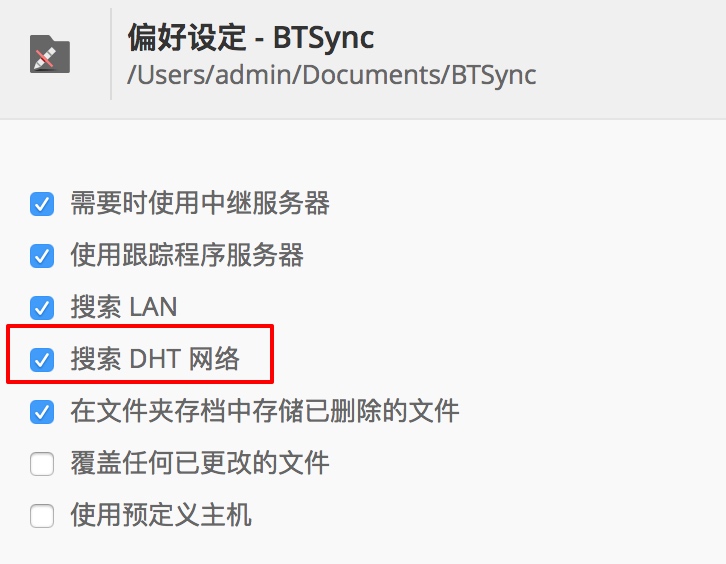 偏好设定 - BTSync
/Users/admin/Documents/BTSync
需要时使用中继服务器
使用跟踪程序服务器
搜索 LAN
搜索 DHT 网络
在文件夹存档中存储已删除的文件
覆盖任何已更改的文件
使用预定义主机